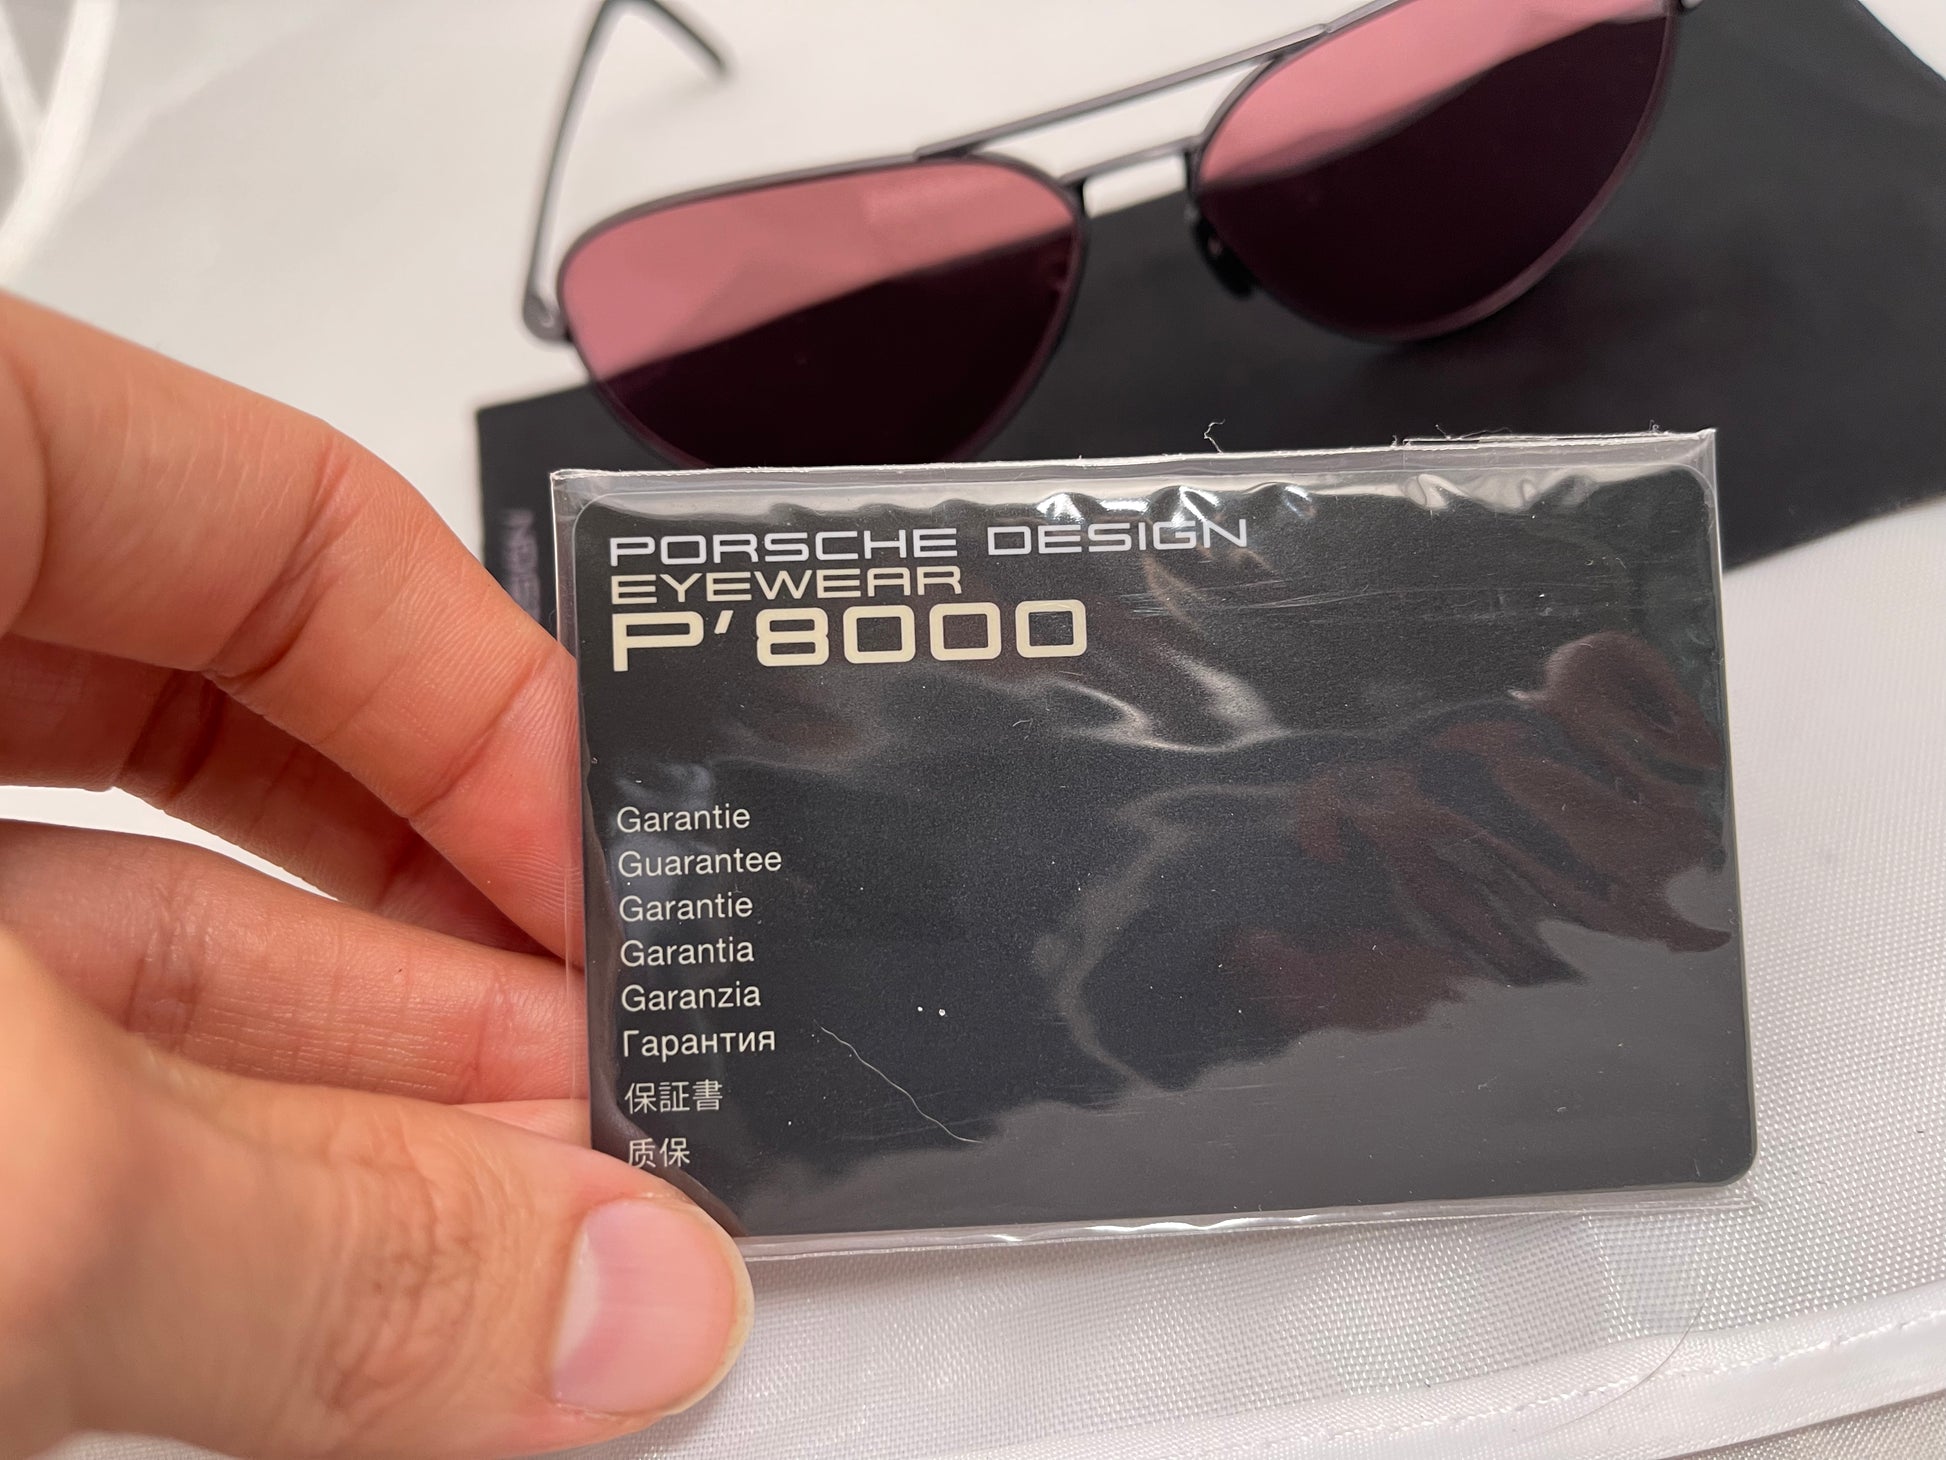 PORSCHE DESIGN
EYEWEAR
P'8000
Garantie
Guarantee
Garantie
Garantia
Garanzia
Гарантия
保証書
质保